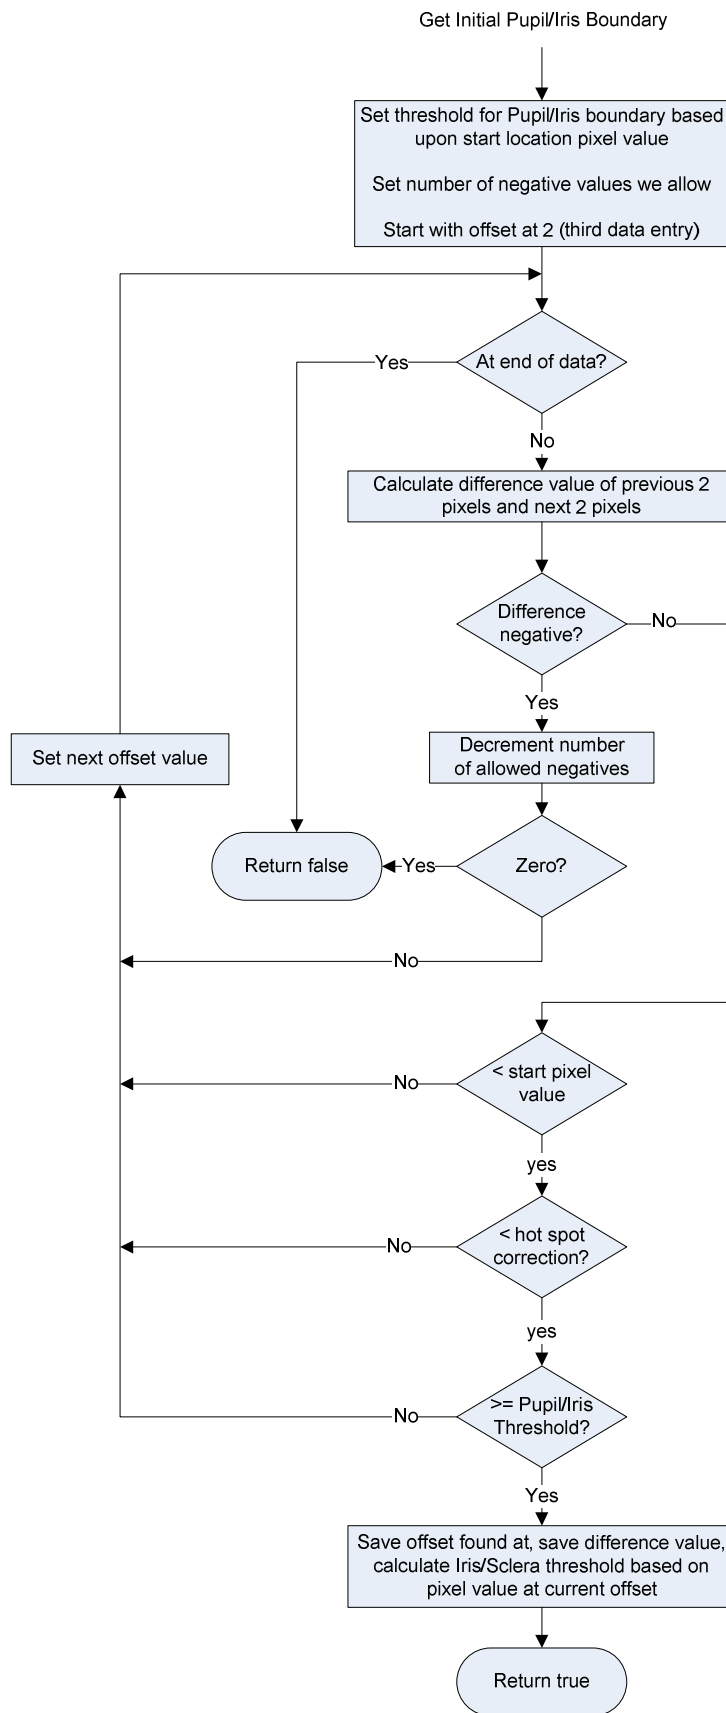 Get Initial Pupil/Iris Boundary
Set threshold for Pupil/Iris boundary based
upon start location pixel value
Set number of negative values we allow
Start with offset at 2 (third data entry)
At end of data?
Yes
No
Calculate difference value of previous 2
pixels and next 2 pixels
Difference
negative?
No
Yes
Set next offset value
Decrement number
of allowed negatives
Return false
Yes
Zero?
No
< start pixel
value
No
yes
< hot spot
correction?
No
yes
>= Pupil/Iris
Threshold?
No
Yes
Save offset found at, save difference value,
calculate Iris/Sclera threshold based on
pixel value at current offset
Return true